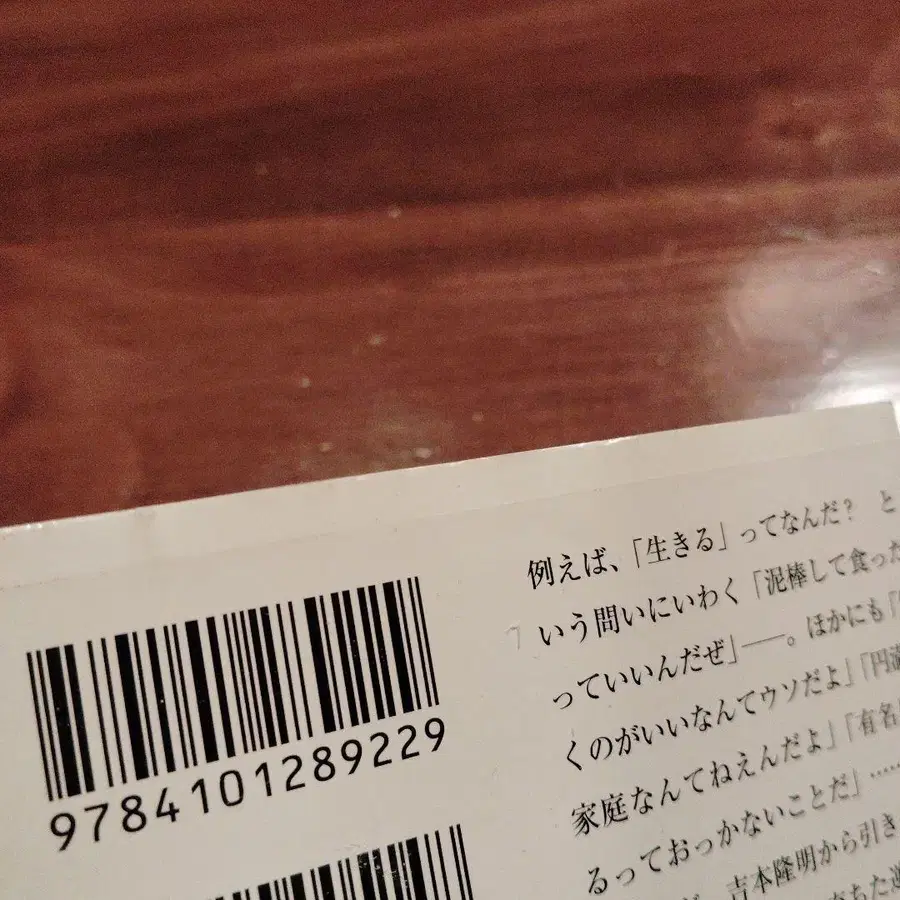 9784101289229
例えば、「生きる」ってなんだ？ と
いう問いにいわく「泥棒して食った
っていいんだぜ」──。ほかにも「
くのがいいなんてウソだよ」「円満
家庭なんてねえんだよ」「有名
るっておっかないことだ」……
吉本隆明から引き